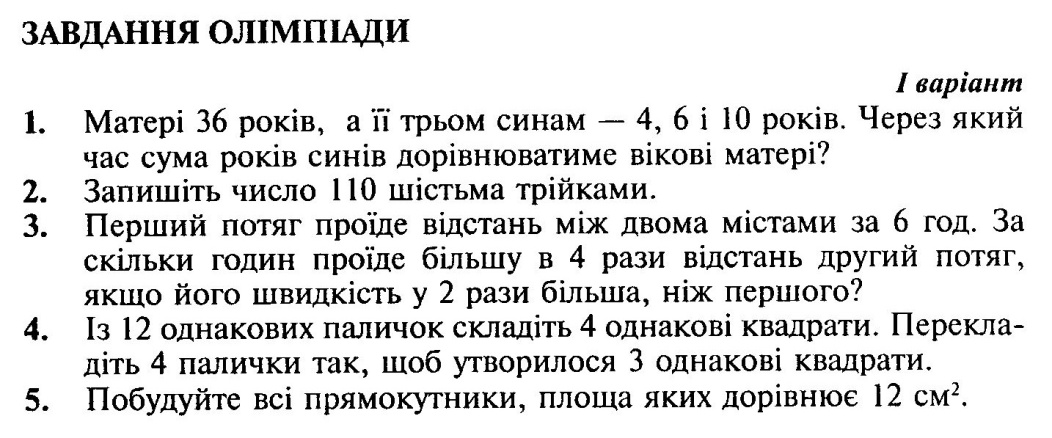 ЗАВДАННЯ ОЛІМПІАДИ
I варіант
1. Матері 36 років, а її трьом синам — 4, 6 і 10 років. Через який
час сума років синів дорівнюватиме вікові матері?
2. Запишіть число 110 шістьма трійками.
3. Перший потяг проїде відстань між двома містами за 6 год. За
скільки годин проїде більшу в 4 рази відстань другий потяг,
якщо його швидкість у 2 рази більша, ніж першого?
4. Із 12 однакових паличок складіть 4 однакові квадрати. Перекла-
діть 4 палички так, щоб утворилося 3 однакові квадрати.
5. Побудуйте всі прямокутники, площа яких дорівнює 12 см².